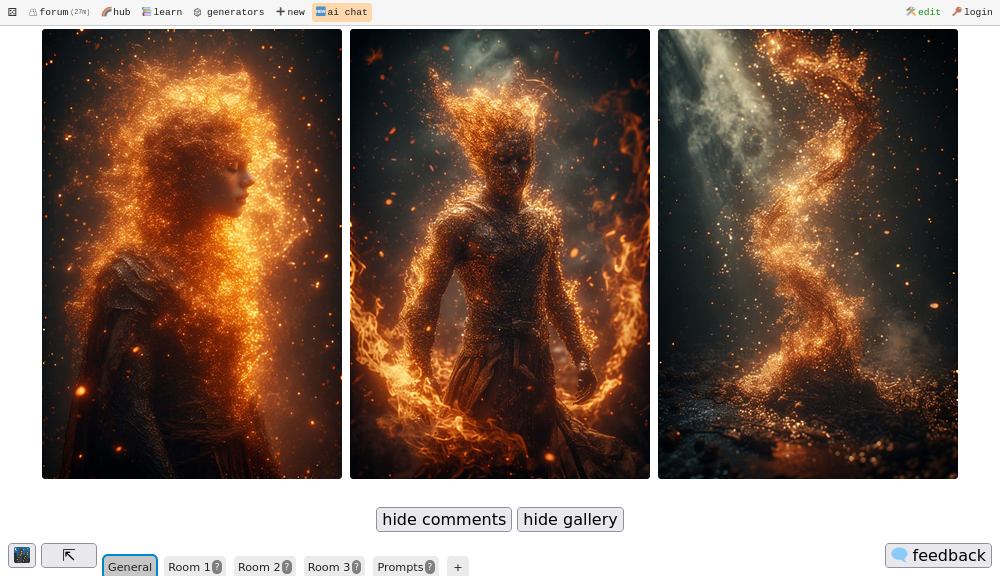 forum (27m) hub learn generators +new ai chat edit login
hide comments hide gallery
General Room 1? Room 2? Room 3? Prompts? + feedback